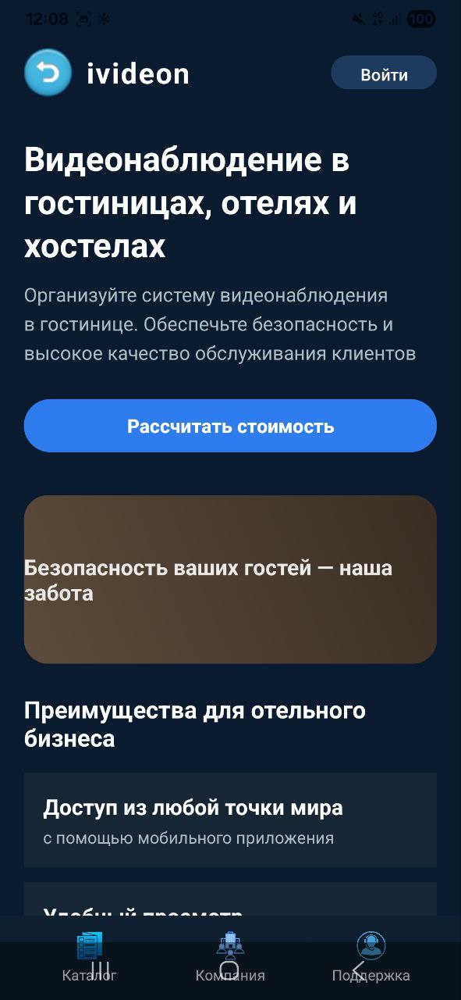 12:08
4G
100
ivideon
Войти
Видеонаблюдение в
гостиницах, отелях и
хостелах
Организуйте систему видеонаблюдения
в гостинице. Обеспечьте безопасность и
высокое качество обслуживания клиентов
Рассчитать стоимость
Безопасность ваших гостей — наша
забота
Преимущества для отельного
бизнеса
Доступ из любой точки мира
с помощью мобильного приложения
Удобный просмотр
Каталог
Компания
Поддержка